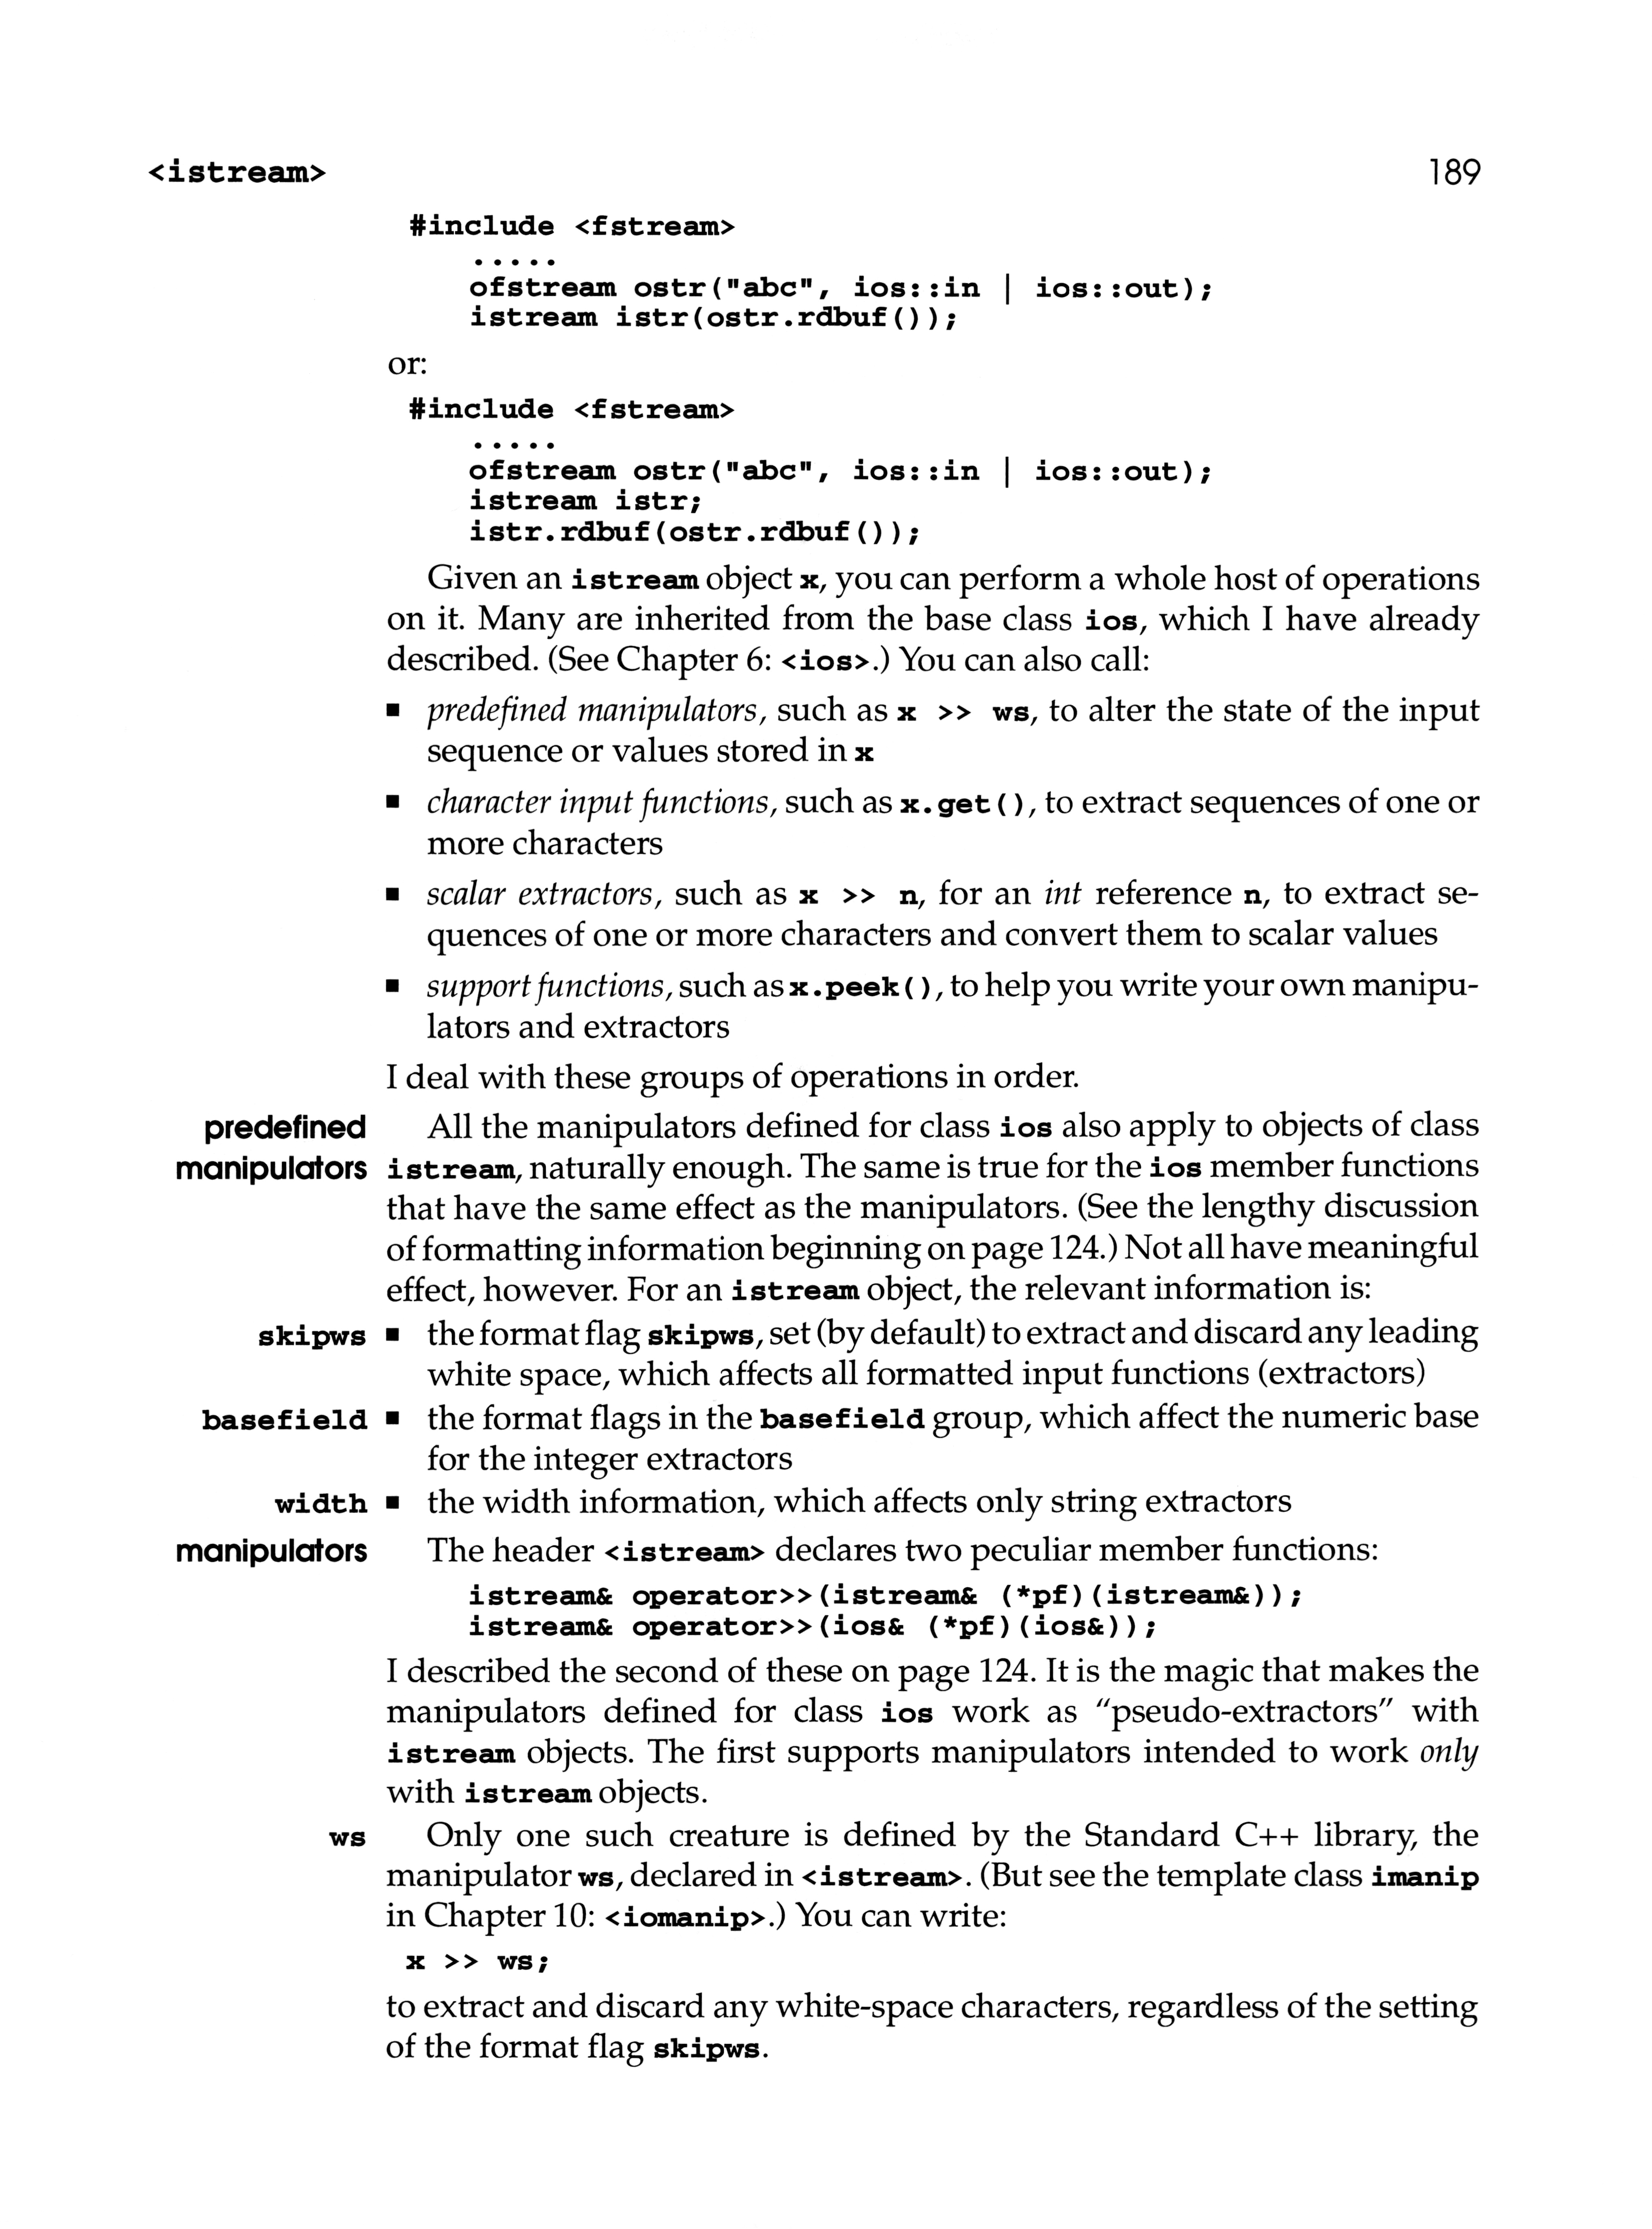 <istream> 189
#include <fstream>
.....
ofstream ostr("abc", ios::in | ios::out);
istream istr(ostr.rdbuf());
or:
#include <fstream>
.....
ofstream ostr("abc", ios::in | ios::out);
istream istr;
istr.rdbuf(ostr.rdbuf());
Given an istream object x, you can perform a whole host of operations
on it. Many are inherited from the base class ios, which I have already
described. (See Chapter 6: <ios>.) You can also call:
■ predefined manipulators, such as x >> ws, to alter the state of the input
sequence or values stored in x
■ character input functions, such as x.get(), to extract sequences of one or
more characters
■ scalar extractors, such as x >> n, for an int reference n, to extract se-
quences of one or more characters and convert them to scalar values
■ support functions, such as x.peek(), to help you write your own manipu-
lators and extractors
I deal with these groups of operations in order.
predefined All the manipulators defined for class ios also apply to objects of class
manipulators istream, naturally enough. The same is true for the ios member functions
that have the same effect as the manipulators. (See the lengthy discussion
of formatting information beginning on page 124.) Not all have meaningful
effect, however. For an istream object, the relevant information is:
skipws ■ the format flag skipws, set (by default) to extract and discard any leading
white space, which affects all formatted input functions (extractors)
basefield ■ the format flags in the basefield group, which affect the numeric base
for the integer extractors
width ■ the width information, which affects only string extractors
manipulators The header <istream> declares two peculiar member functions:
istream& operator>>(istream& (*pf)(istream&));
istream& operator>>(ios& (*pf)(ios&));
I described the second of these on page 124. It is the magic that makes the
manipulators defined for class ios work as "pseudo-extractors" with
istream objects. The first supports manipulators intended to work only
with istream objects.
ws Only one such creature is defined by the Standard C++ library, the
manipulator ws, declared in <istream>. (But see the template class imanip
in Chapter 10: <iomanip>.) You can write:
x >> ws;
to extract and discard any white-space characters, regardless of the setting
of the format flag skipws.